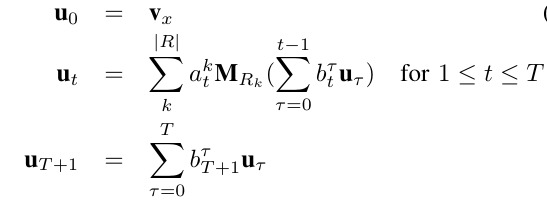 u_0 = v_x (
u_t = \sum_{k}^{|R|} a_t^k M_{R_k} ( \sum_{\tau=0}^{t-1} b_t^\tau u_\tau ) for 1 ≤ t ≤ T
u_{T+1} = \sum_{\tau=0}^{T} b_{T+1}^\tau u_\tau